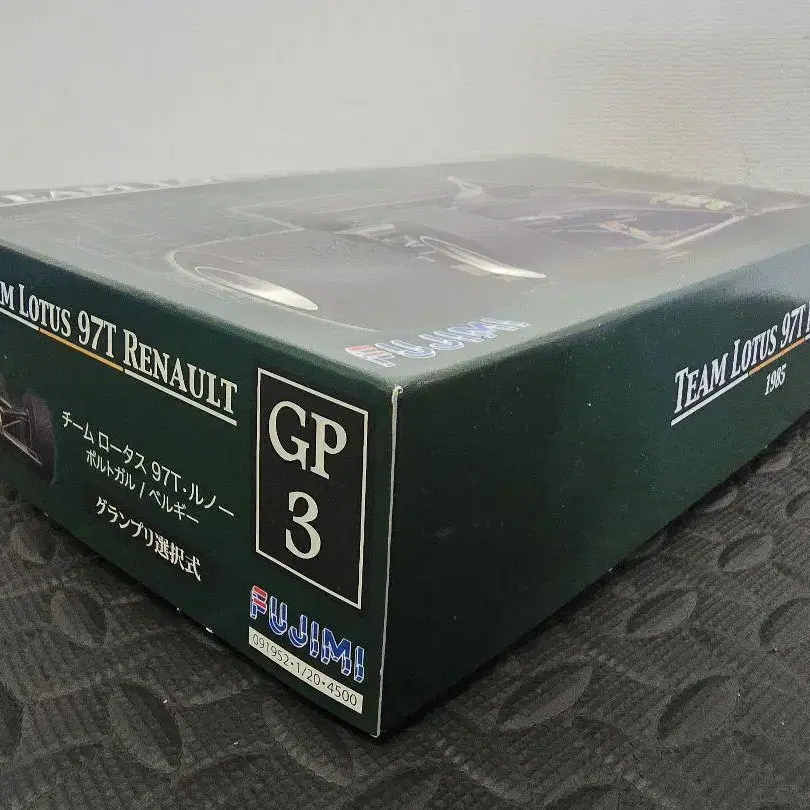 FUJIMI
LOTUS 97T RENAULT
チーム ロータス 97T・ルノー
ポルトガル / ベルギー
グランプリ選択式
GP
3
FUJIMI
091952・1/20・4500
TEAM LOTUS 97T
1985